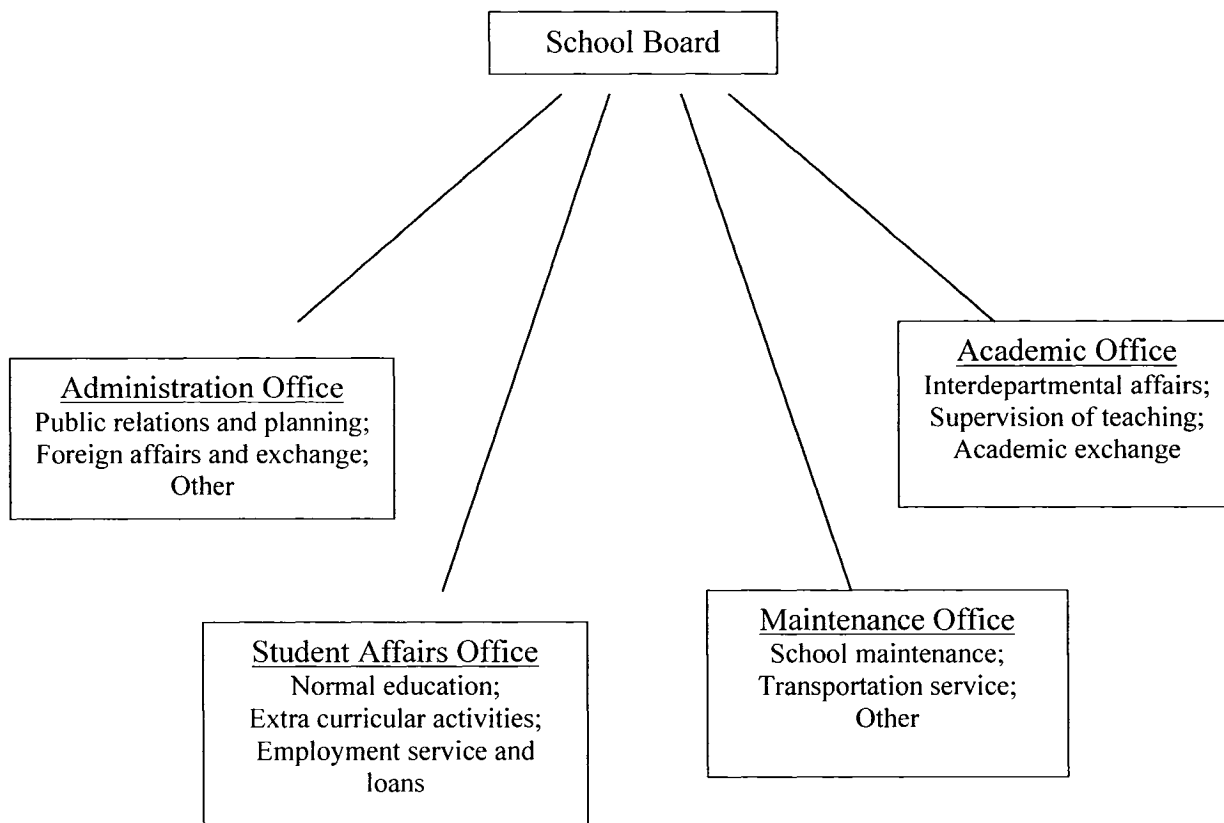 School Board
Administration Office
Public relations and planning;
Foreign affairs and exchange;
Other
Academic Office
Interdepartmental affairs;
Supervision of teaching;
Academic exchange
Student Affairs Office
Normal education;
Extra curricular activities;
Employment service and
loans
Maintenance Office
School maintenance;
Transportation service;
Other